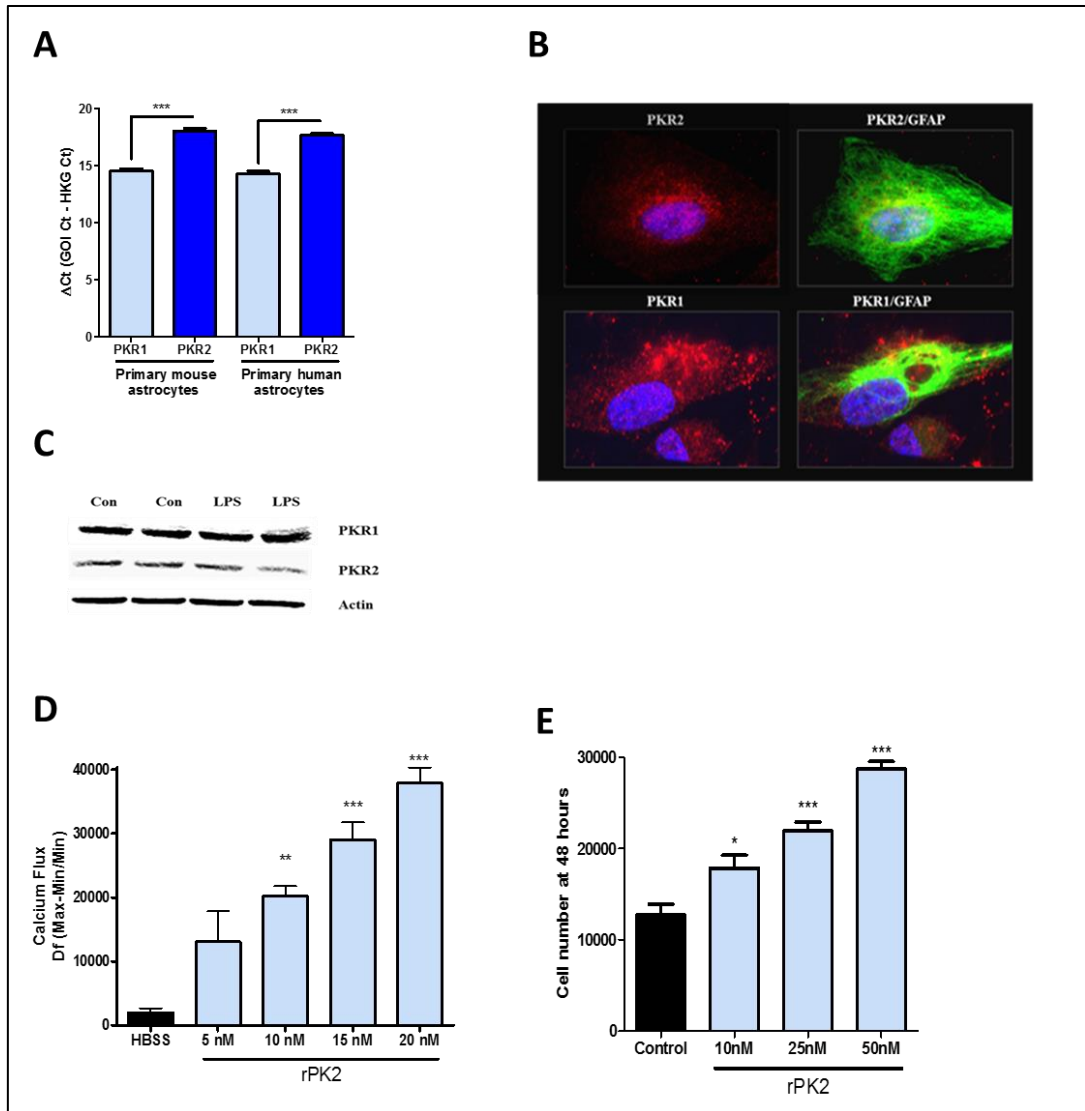 A
ΔCt (GOI Ct - HKG Ct)
20
15
10
5
0
***
***
PKR1 PKR2 PKR1 PKR2
Primary mouse
astrocytes
Primary human
astrocytes
B
PKR2
PKR2/GFAP
PKR1
PKR1/GFAP
C
Con Con LPS LPS
PKR1
PKR2
Actin
D
Calcium Flux
Df (Max-Min/Min)
40000
30000
20000
10000
0
**
***
***
HBSS 5 nM 10 nM 15 nM 20 nM
rPK2
E
Cell number at 48 hours
30000
20000
10000
0
*
***
***
Control 10nM 25nM 50nM
rPK2